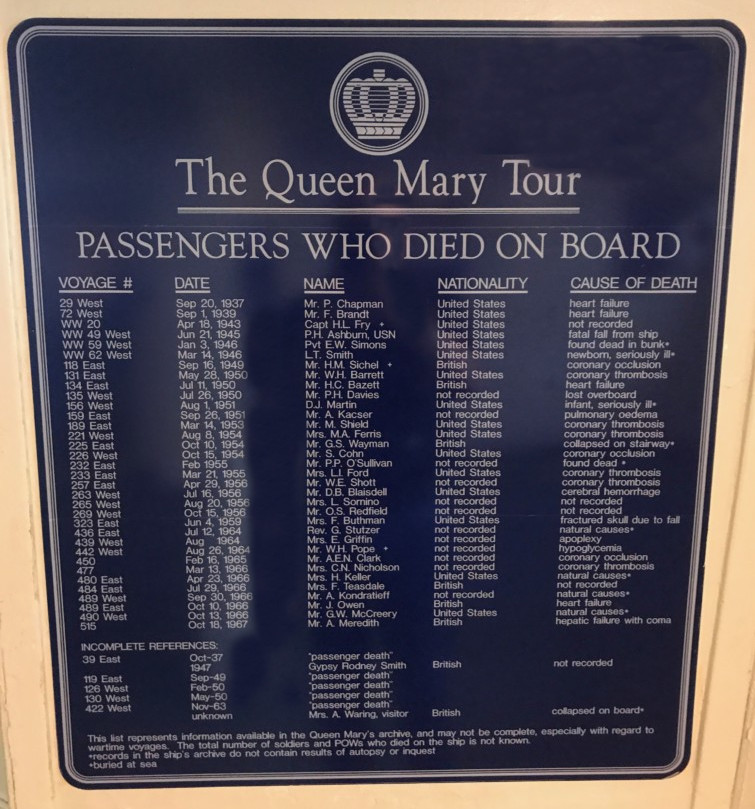 The Queen Mary Tour
PASSENGERS WHO DIED ON BOARD
VOYAGE # DATE NAME NATIONALITY CAUSE OF DEATH
29 West Sep 20, 1937 Mr. P. Chapman United States heart failure
72 West Sep 1, 1939 Mr. F. Brandt United States heart failure
WW 20 Apr 18, 1943 Capt H.L. Fry + United States not recorded
WW 49 West Jun 21, 1945 P.H. Ashburn, USN United States fatal fall from ship
WW 59 West Jan 3, 1946 Pvt E.W. Simons United States found dead in bunk*
WW 62 West Mar 14, 1946 L.T. Smith United States newborn, seriously ill*
118 East Sep 16, 1949 Mr. H.M. Sichel + British coronary occlusion
131 East May 28, 1950 Mr. W.H. Barrett United States coronary thrombosis
134 East Jul 11, 1950 Mr. H.C. Bazett British heart failure
135 West Jul 26, 1950 Mr. P.H. Davies not recorded lost overboard
156 West Aug 1, 1951 D.J. Martin United States infant, seriously ill*
159 East Sep 26, 1951 Mr. A. Kacser not recorded pulmonary oedema
189 East Mar 14, 1953 Mr. M. Shield United States coronary thrombosis
221 West Aug 8, 1954 Mrs. M.A. Ferris United States coronary thrombosis
225 East Oct 10, 1954 Mr. G.S. Wayman British collapsed on stairway*
226 West Oct 15, 1954 Mr. S. Cohn United States coronary occlusion
232 East Feb 1955 Mr. P.P. O'Sullivan not recorded found dead +
233 East Mar 21, 1955 Mrs. L.I. Ford United States coronary thrombosis
257 East Apr 29, 1956 Mr. W.E. Shott not recorded coronary thrombosis
263 West Jul 16, 1956 Mr. D.B. Blaisdell United States cerebral hemorrhage
265 West Aug 20, 1956 Mrs. L. Somino not recorded not recorded
269 West Oct 15, 1956 Mr. O.S. Redfield not recorded not recorded
323 East Jun 4, 1959 Mrs. F. Buthman United States fractured skull due to fall
436 East Jul 12, 1964 Rev. G. Stutzer not recorded natural causes*
439 West Aug 1964 Mrs. E. Griffin not recorded apoplexy
442 West Aug 26, 1964 Mr. W.H. Pope + not recorded hypoglycemia
450 Feb 16, 1965 Mr. A.E.N. Clark not recorded coronary occlusion
477 Mar 13, 1966 Mrs. C.N. Nicholson not recorded coronary thrombosis
480 East Apr 23, 1966 Mrs. H. Keller United States natural causes*
484 East Jul 29, 1966 Mrs. F. Teasdale British not recorded
489 West Sep 30, 1966 Mr. A. Kondratieff not recorded natural causes*
489 East Oct 10, 1966 Mr. J. Owen British heart failure
490 West Oct 13, 1966 Mr. G.W. McCreery United States natural causes*
515 Oct 18, 1967 Mr. A. Meredith British hepatic failure with coma
INCOMPLETE REFERENCES:
39 East Oct-37 "passenger death"
1947 Gypsy Rodney Smith British not recorded
119 East Sep-49 "passenger death"
126 West Feb-50 "passenger death"
130 West May-50 "passenger death"
422 West Nov-63 "passenger death"
unknown Mrs. A. Waring, visitor British collapsed on board*
This list represents information available in the Queen Mary's archive, and may not be complete, especially with regard to
wartime voyages. The total number of soldiers and POWs who died on the ship is not known.
*records in the ship's archive do not contain results of autopsy or inquest
+buried at sea